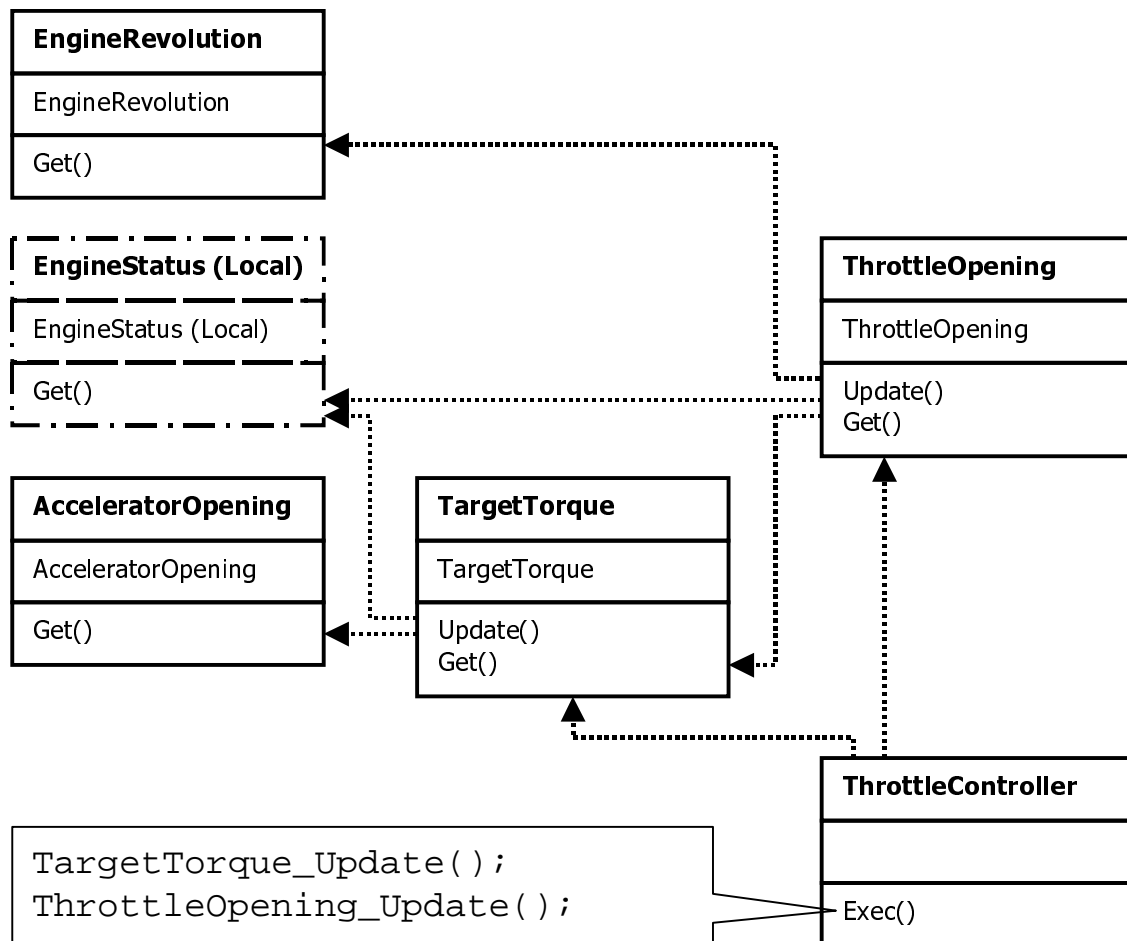 EngineRevolution
EngineRevolution
Get()
EngineStatus (Local)
EngineStatus (Local)
Get()
ThrottleOpening
ThrottleOpening
Update()
Get()
AcceleratorOpening
AcceleratorOpening
Get()
TargetTorque
TargetTorque
Update()
Get()
ThrottleController
Exec()
TargetTorque_Update();
ThrottleOpening_Update();